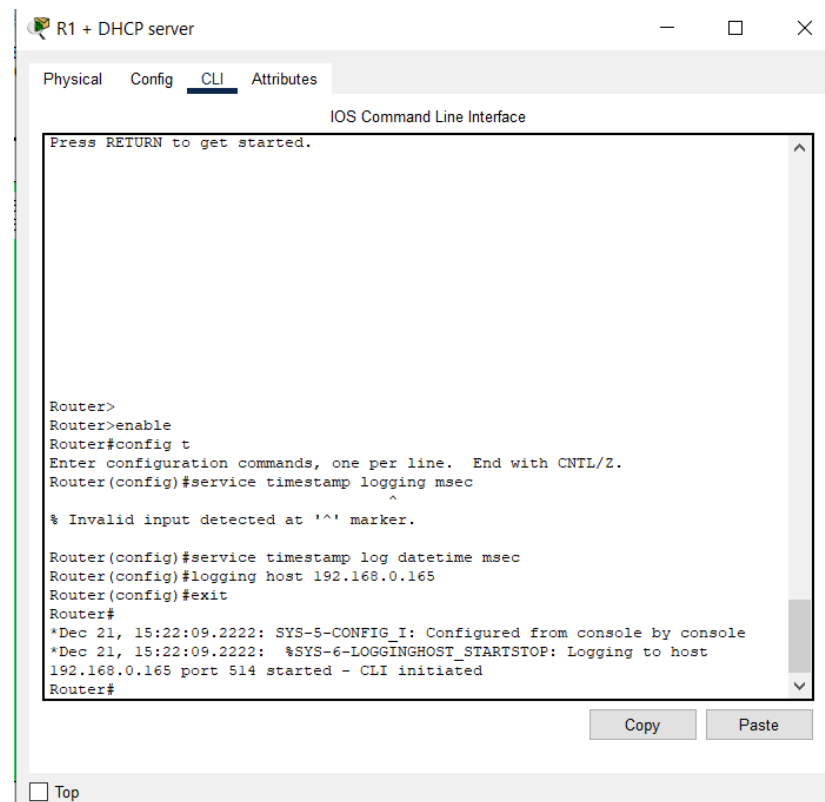 R1 + DHCP server
Physical Config CLI Attributes
IOS Command Line Interface
Press RETURN to get started.
Router>
Router>enable
Router#config t
Enter configuration commands, one per line.  End with CNTL/Z.
Router(config)#service timestamp logging msec
^
% Invalid input detected at '^' marker.
Router(config)#service timestamp log datetime msec
Router(config)#logging host 192.168.0.165
Router(config)#exit
Router#
*Dec 21, 15:22:09.2222: SYS-5-CONFIG_I: Configured from console by console
*Dec 21, 15:22:09.2222:  %SYS-6-LOGGINGHOST_STARTSTOP: Logging to host
192.168.0.165 port 514 started - CLI initiated
Router#
Copy Paste
Top